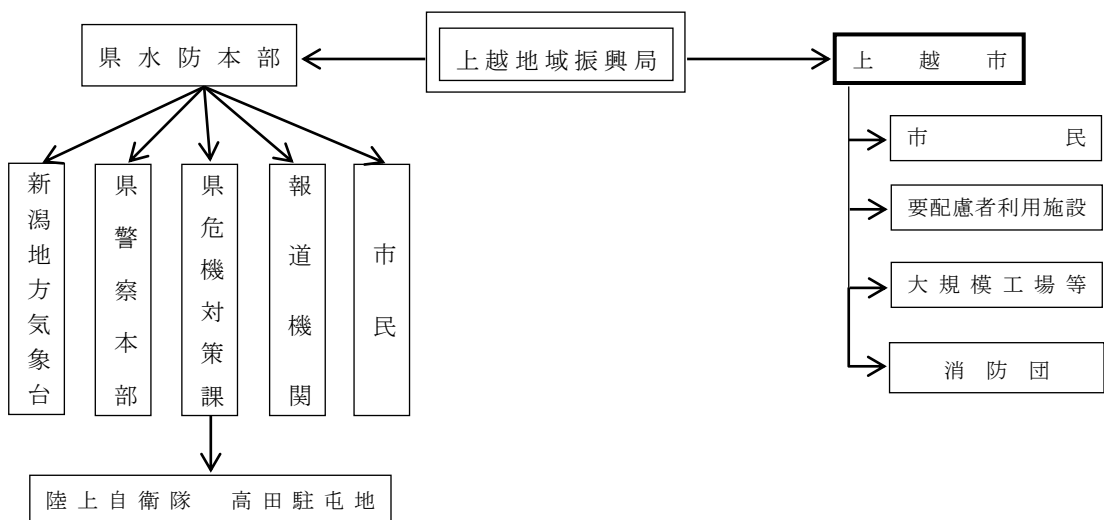 県水防本部
上越地域振興局
上越市
市民
要配慮者利用施設
大規模工場等
消防団
新潟地方気象台
県警察本部
県危機対策課
報道機関
市民
陸上自衛隊 高田駐屯地